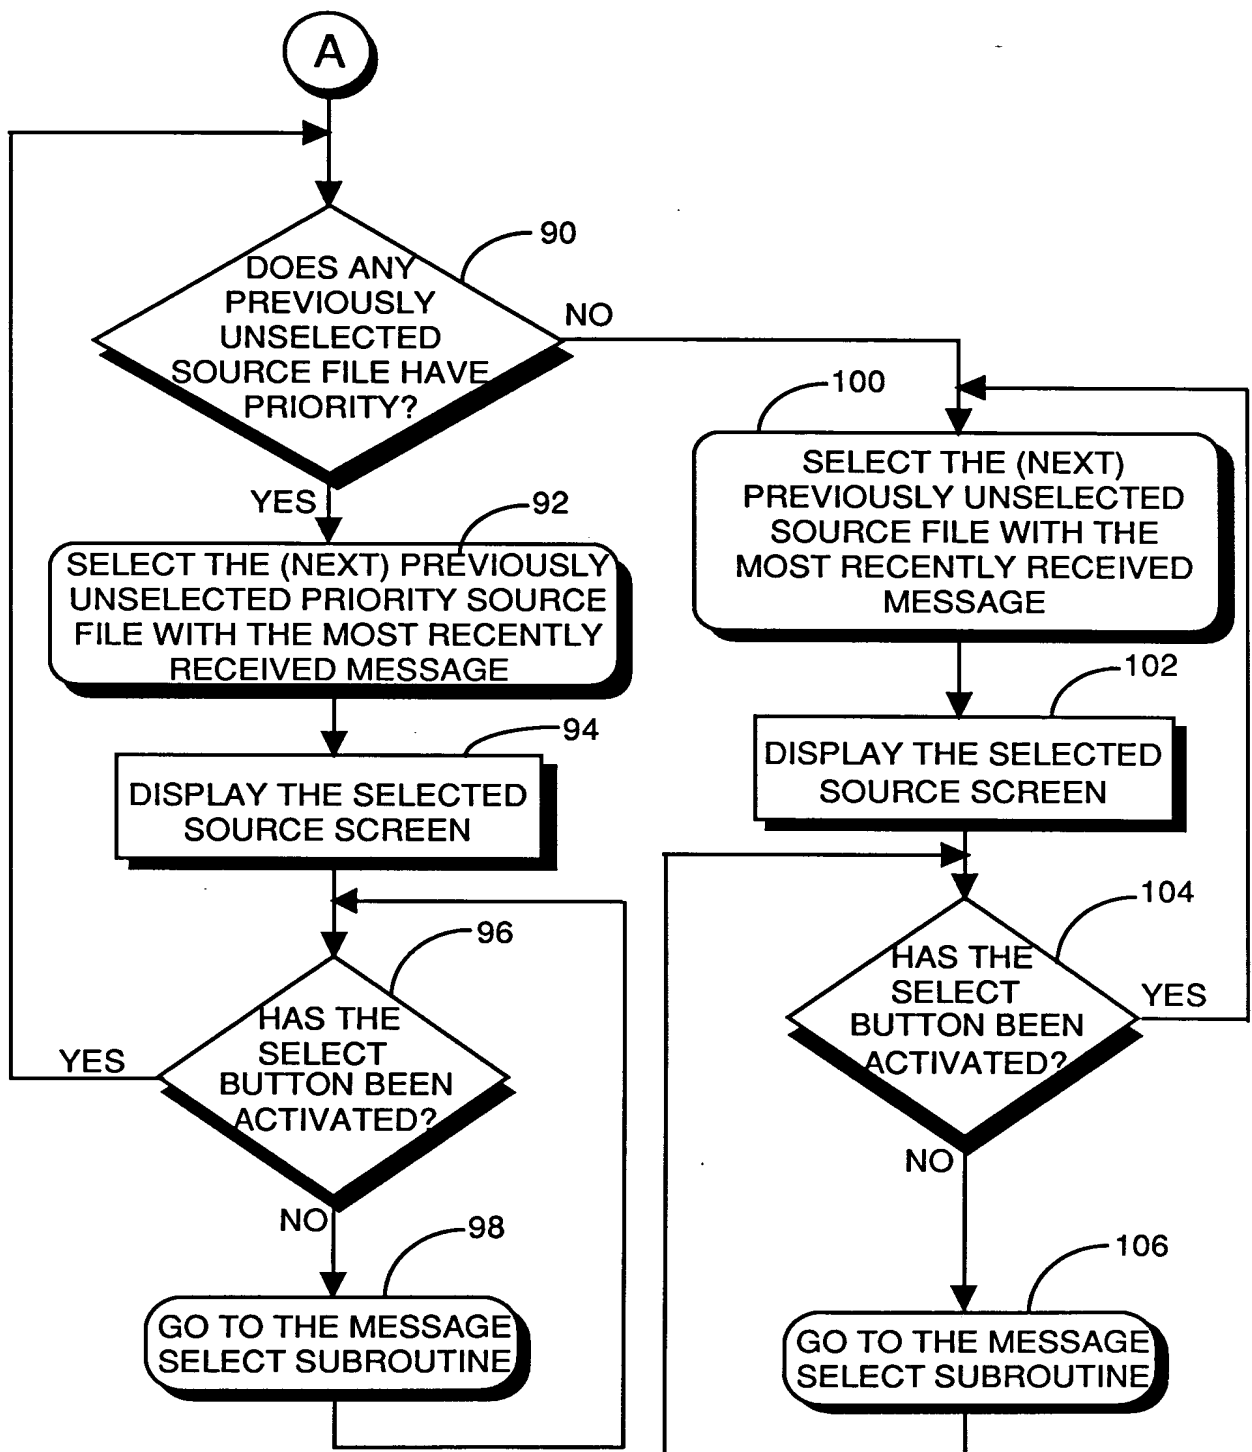 A
90
DOES ANY
PREVIOUSLY
UNSELECTED
SOURCE FILE HAVE
PRIORITY?
NO
YES
92
SELECT THE (NEXT) PREVIOUSLY
UNSELECTED PRIORITY SOURCE
FILE WITH THE MOST RECENTLY
RECEIVED MESSAGE
94
DISPLAY THE SELECTED
SOURCE SCREEN
96
HAS THE
SELECT
BUTTON BEEN
ACTIVATED?
YES
NO
98
GO TO THE MESSAGE
SELECT SUBROUTINE
100
SELECT THE (NEXT)
PREVIOUSLY UNSELECTED
SOURCE FILE WITH THE
MOST RECENTLY RECEIVED
MESSAGE
102
DISPLAY THE SELECTED
SOURCE SCREEN
104
HAS THE
SELECT
BUTTON BEEN
ACTIVATED?
YES
NO
106
GO TO THE MESSAGE
SELECT SUBROUTINE